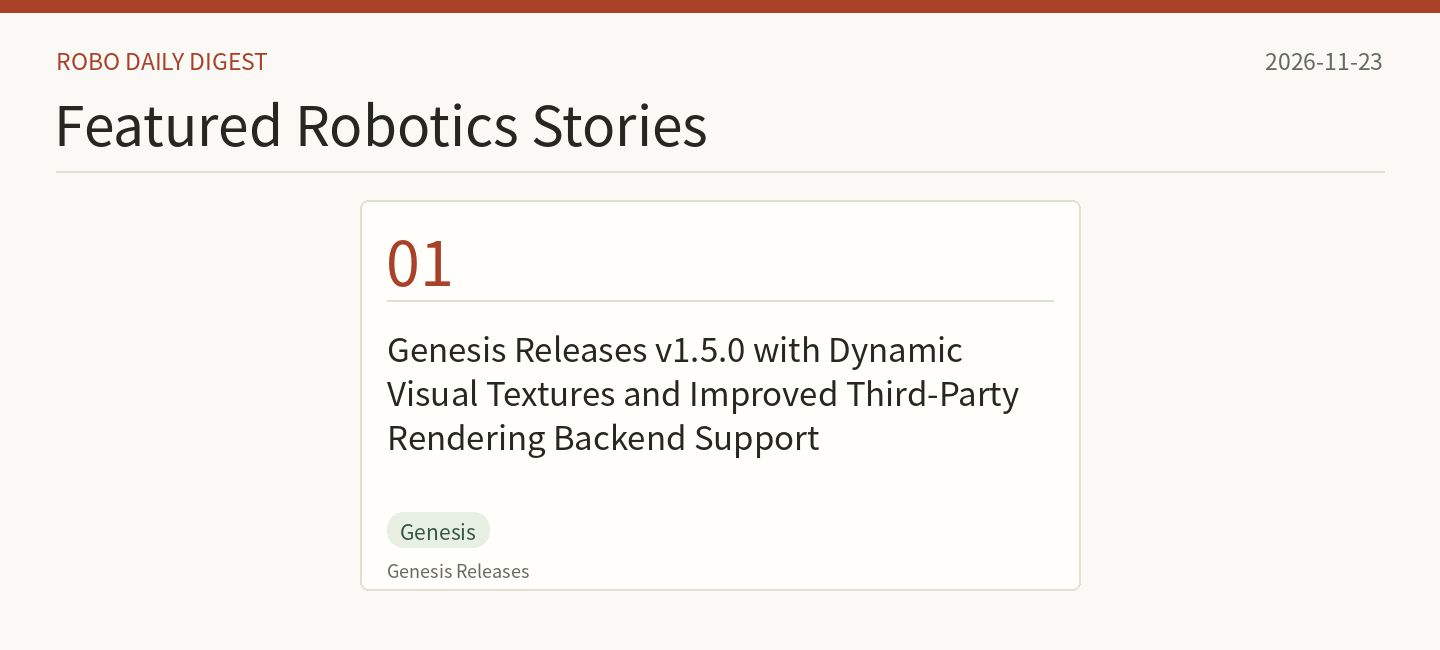 ROBO DAILY DIGEST
2026-11-23
Featured Robotics Stories
01
Genesis Releases v1.5.0 with Dynamic
Visual Textures and Improved Third-Party
Rendering Backend Support
Genesis
Genesis Releases